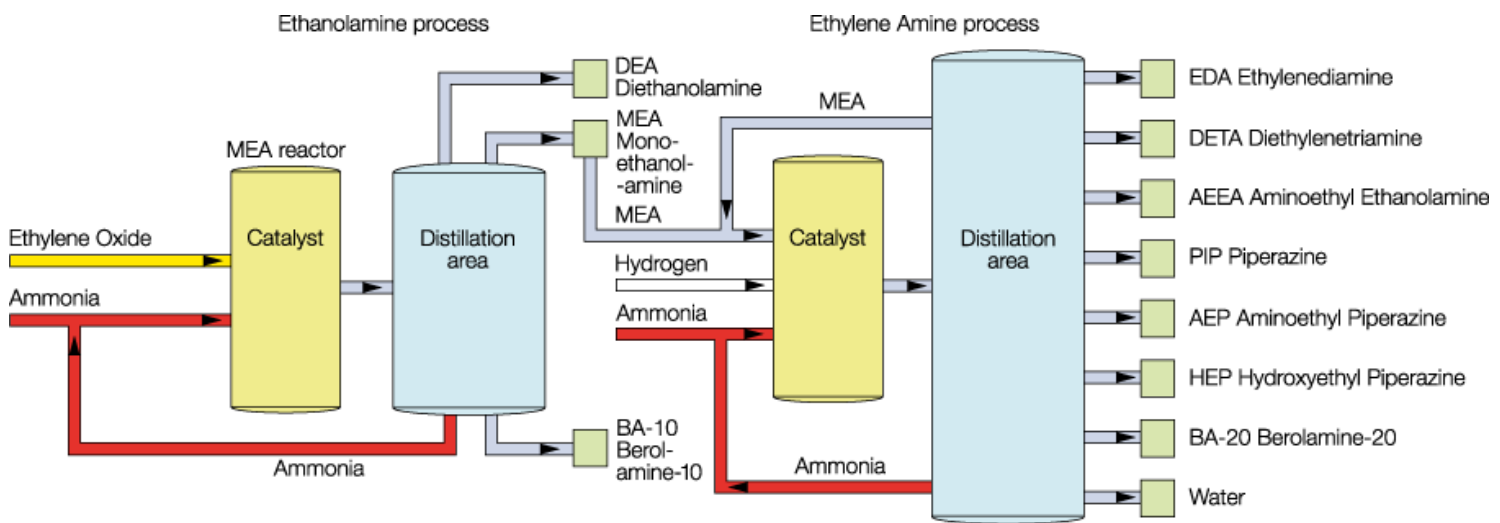 Ethanolamine process
Ethylene Amine process
DEA
Diethanolamine
MEA
Mono-
ethanol-
-amine
MEA
MEA reactor
Catalyst
Distillation
area
Ethylene Oxide
Ammonia
Ammonia
BA-10
Berol-
amine-10
MEA
Hydrogen
Ammonia
Catalyst
Distillation
area
Ammonia
EDA Ethylenediamine
DETA Diethylenetriamine
AEEA Aminoethyl Ethanolamine
PIP Piperazine
AEP Aminoethyl Piperazine
HEP Hydroxyethyl Piperazine
BA-20 Berolamine-20
Water